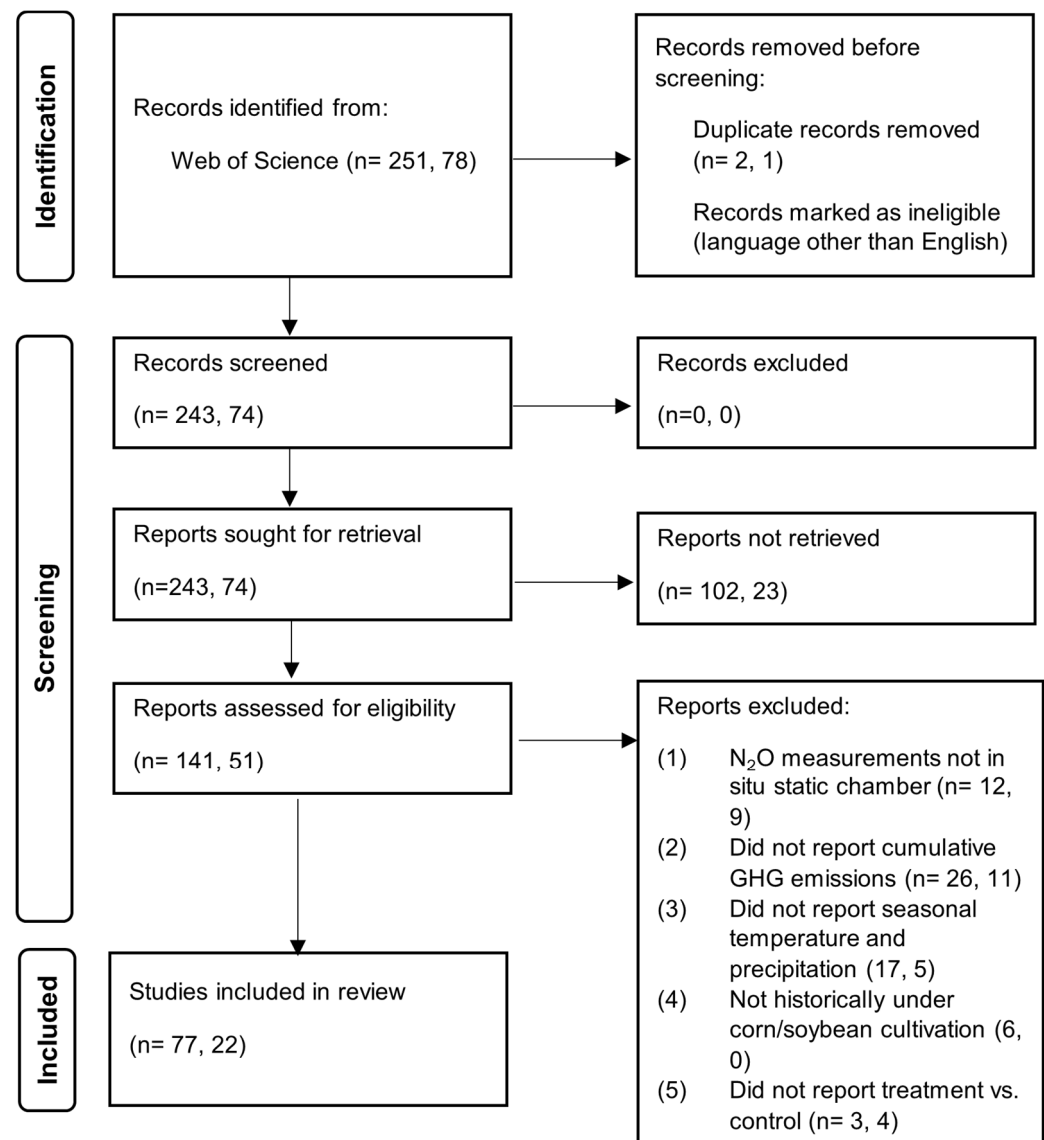 Identification
Records identified from:
Web of Science (n= 251, 78)
Records removed before
screening:
Duplicate records removed
(n= 2, 1)
Records marked as ineligible
(language other than English)
Screening
Records screened
(n= 243, 74)
Records excluded
(n=0, 0)
Reports sought for retrieval
(n=243, 74)
Reports not retrieved
(n= 102, 23)
Reports assessed for eligibility
(n= 141, 51)
Reports excluded:
(1) N₂O measurements not in
situ static chamber (n= 12,
9)
(2) Did not report cumulative
GHG emissions (n= 26, 11)
(3) Did not report seasonal
temperature and
precipitation (17, 5)
(4) Not historically under
corn/soybean cultivation (6,
0)
(5) Did not report treatment vs.
control (n= 3, 4)
Included
Studies included in review
(n= 77, 22)